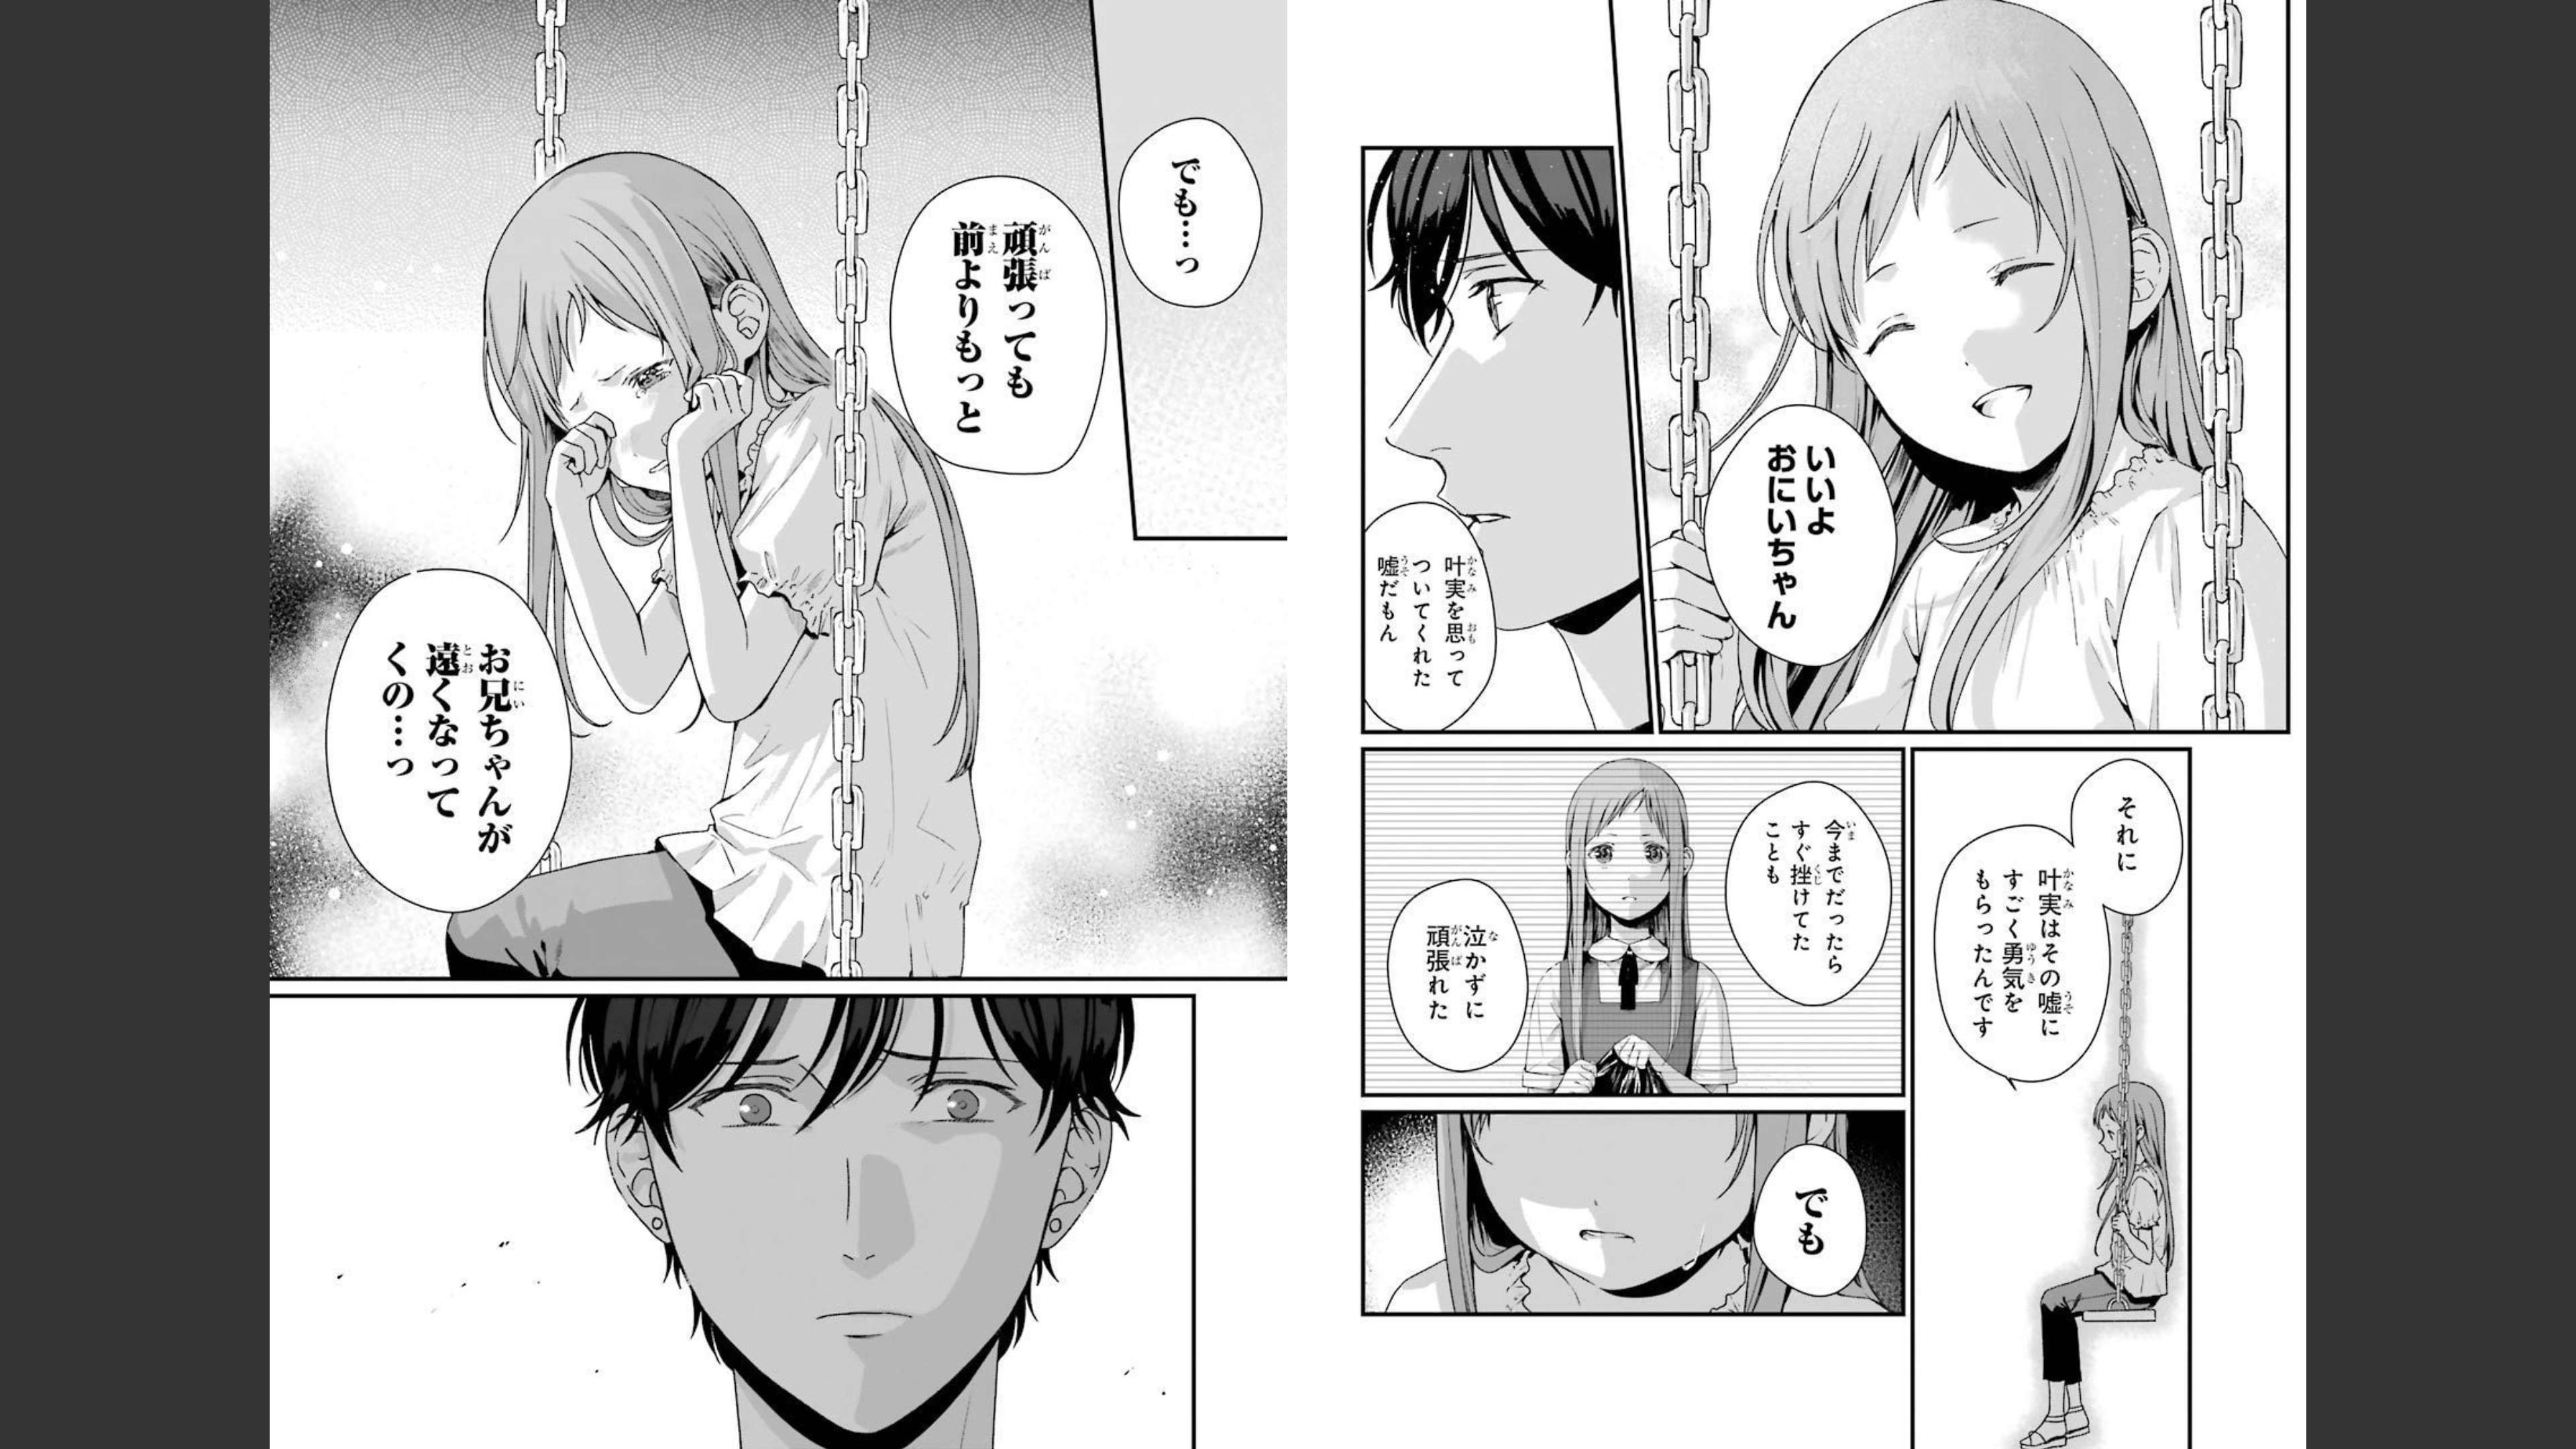 いいよ
おにいちゃん
叶実を思って
ついてくれた
嘘だもん
それに
叶実はその嘘に
すごく勇気を
もらったんです
今までだったら
すぐ挫けてた
ことも
泣かずに
頑張れた
でも
でも…っ
頑張っても
前よりもっと
お兄ちゃんが
遠くなって
くの…っ